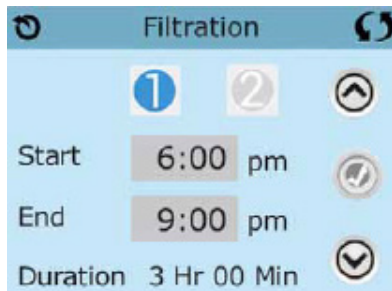 Filtration
1 2
Start 6:00 pm
End 9:00 pm
Duration 3 Hr 00 Min